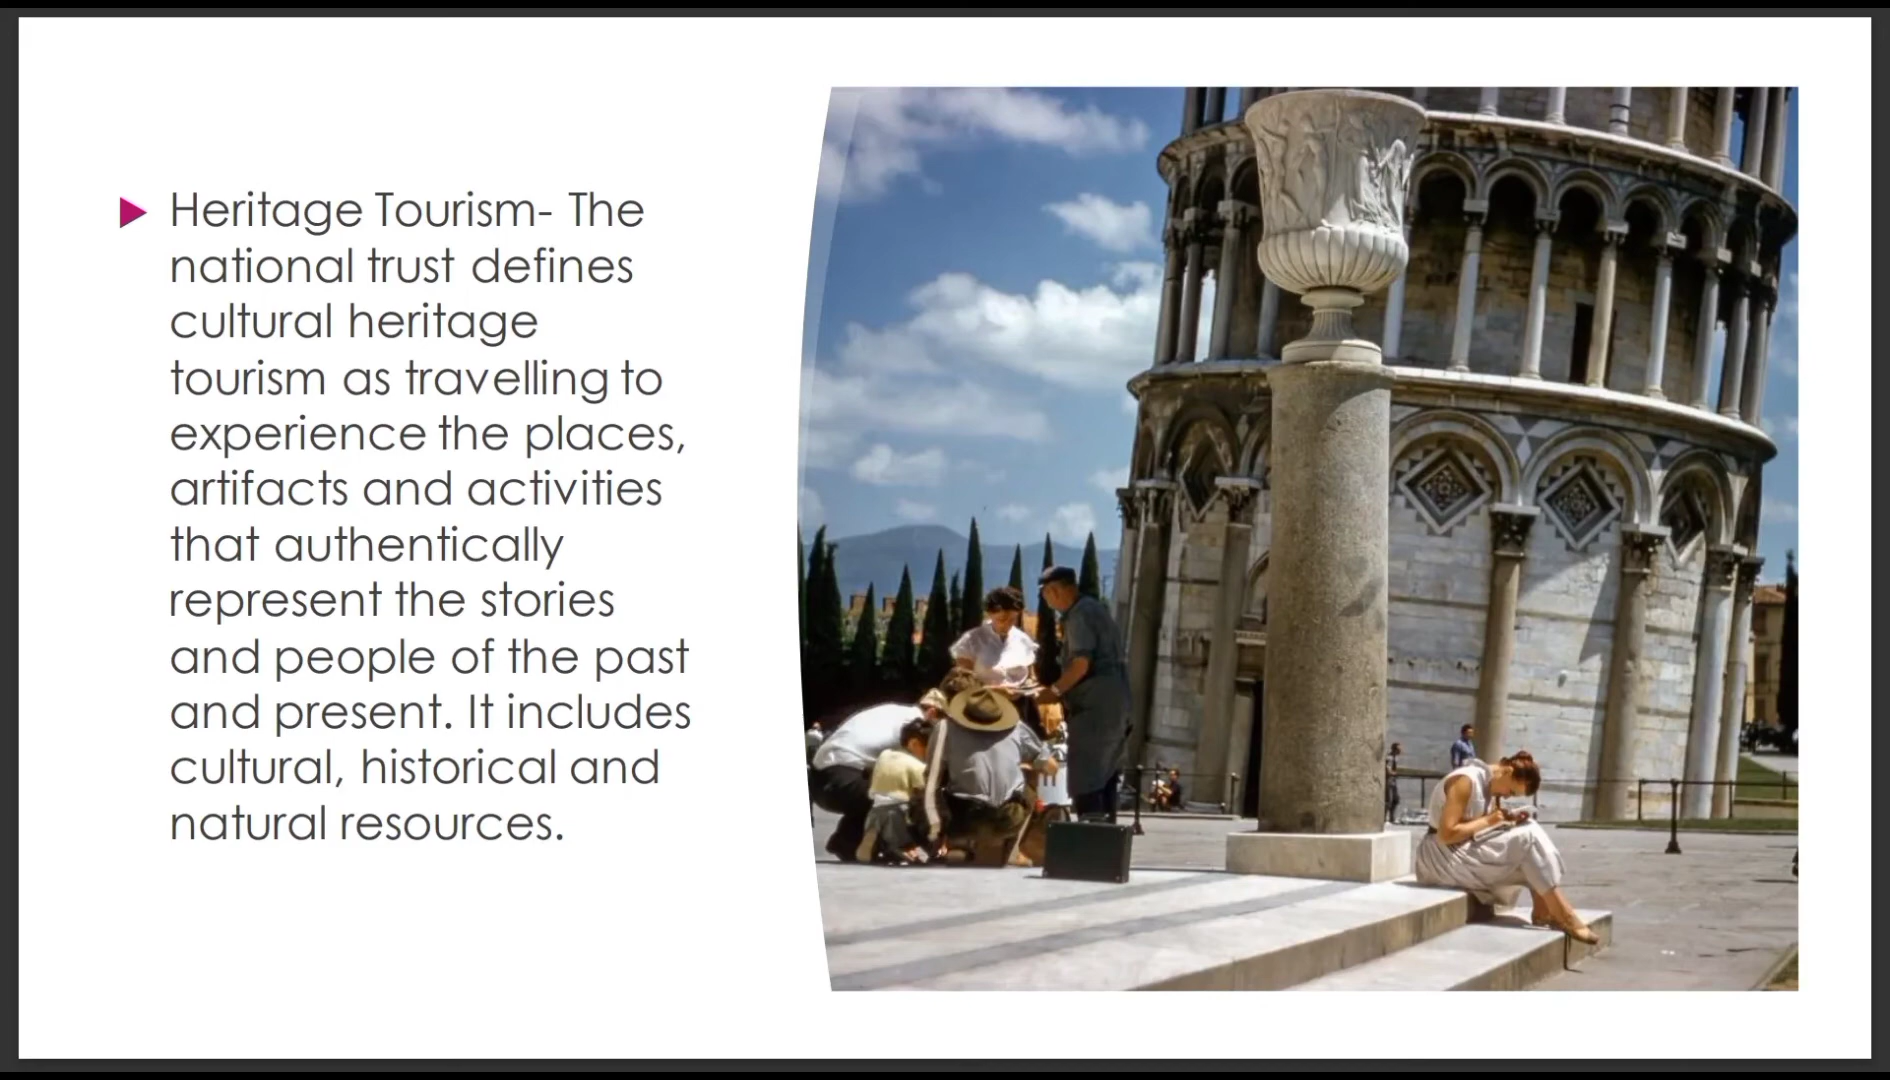 Heritage Tourism- The
national trust defines
cultural heritage
tourism as travelling to
experience the places,
artifacts and activities
that authentically
represent the stories
and people of the past
and present. It includes
cultural, historical and
natural resources.